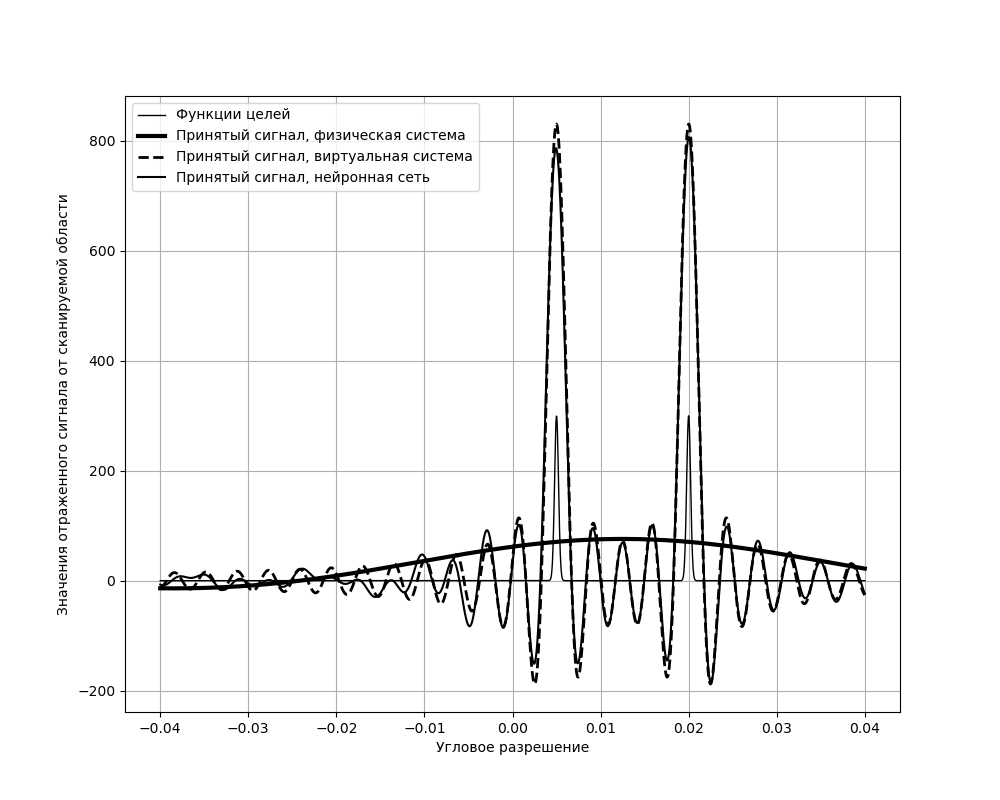 Функции целей
Принятый сигнал, физическая система
Принятый сигнал, виртуальная система
Принятый сигнал, нейронная сеть
Значения отраженного сигнала от сканируемой области
800
600
400
200
0
−200
−0.04 −0.03 −0.02 −0.01 0.00 0.01 0.02 0.03 0.04
Угловое разрешение